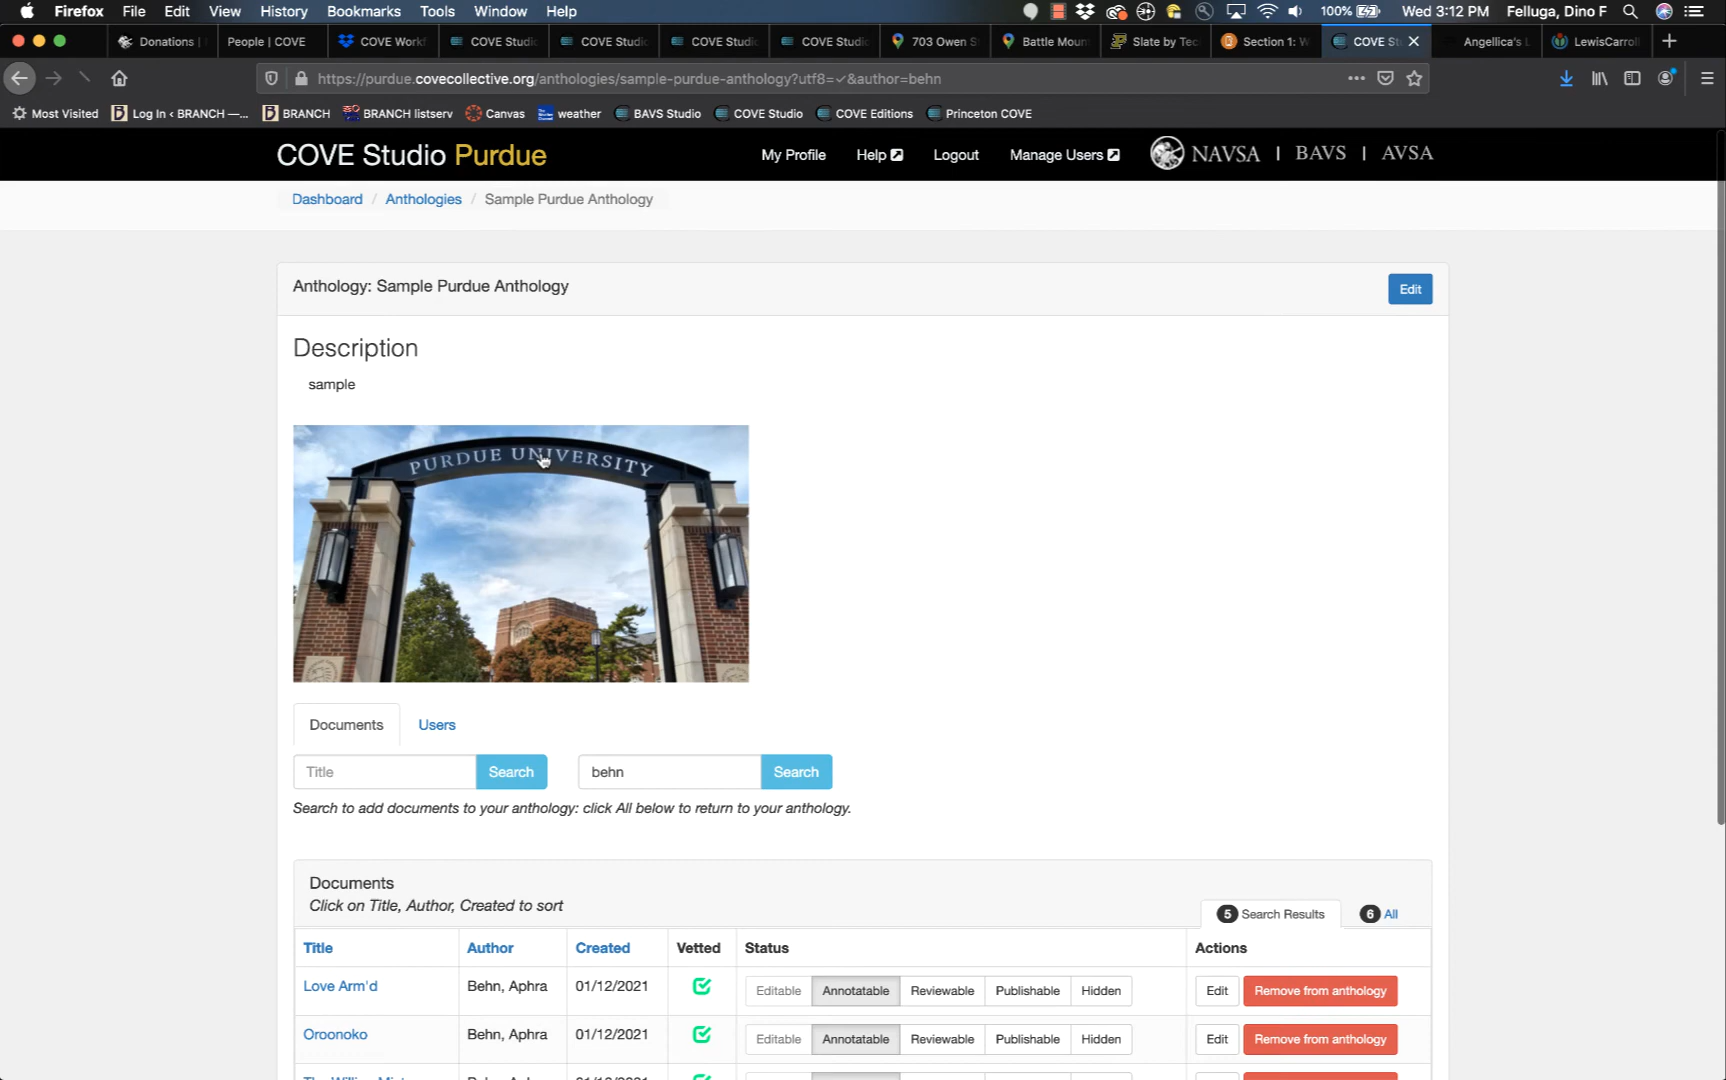 Firefox File Edit View History Bookmarks Tools Window Help 100% Wed 3:12 PM Felluga, Dino F
Donations | People | COVE COVE Workf COVE Studio COVE Studio COVE Studio COVE Studio 703 Owen S Battle Moun Slate by Tec Section 1: W COVE St Angellica's L LewisCarroll
https://purdue.covecollective.org/anthologies/sample-purdue-anthology?utf8=✓&author=behn
Most Visited Log In ‹ BRANCH —... BRANCH BRANCH listserv Canvas weather BAVS Studio COVE Studio COVE Editions Princeton COVE
COVE Studio Purdue My Profile Help Logout Manage Users NAVSA | BAVS | AVSA
Dashboard / Anthologies / Sample Purdue Anthology
Anthology: Sample Purdue Anthology Edit
Description
sample
PURDUE UNIVERSITY
Documents Users
Title Search behn Search
Search to add documents to your anthology: click All below to return to your anthology.
Documents
Click on Title, Author, Created to sort
5 Search Results 6 All
Title Author Created Vetted Status Actions
Love Arm'd Behn, Aphra 01/12/2021 Editable Annotatable Reviewable Publishable Hidden Edit Remove from anthology
Oroonoko Behn, Aphra 01/12/2021 Editable Annotatable Reviewable Publishable Hidden Edit Remove from anthology